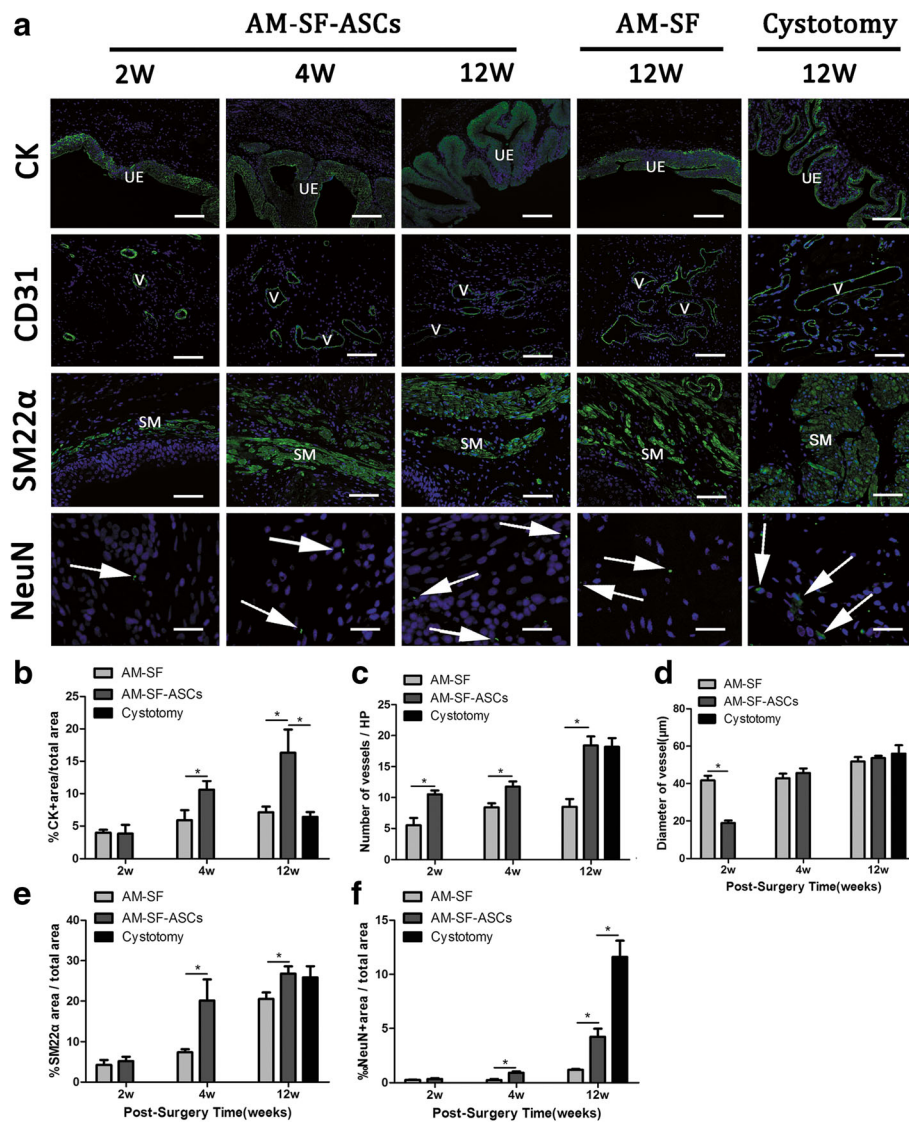 a
AM-SF-ASCs AM-SF Cystotomy
2W 4W 12W 12W 12W
CK
UE UE UE UE UE
CD31
V V V V V V V V
SM22α
SM SM SM SM SM
NeuN
b
AM-SF
AM-SF-ASCs
Cystotomy
%CK+area/total area
25
20
15
10
5
0
* * *
2w 4w 12w
c
AM-SF
AM-SF-ASCs
Cystotomy
Number of vessels / HP
25
20
15
10
5
0
* * *
2w 4w 12w
d
AM-SF
AM-SF-ASCs
Cystotomy
Diameter of vessel(μm)
80
60
40
20
0
*
2w 4w 12w
Post-Surgery Time(weeks)
e
AM-SF
AM-SF-ASCs
Cystotomy
%SM22α area / total area
40
30
20
10
0
* *
2w 4w 12w
Post-Surgery Time(weeks)
f
AM-SF
AM-SF-ASCs
Cystotomy
‰NeuN+area / total area
15
10
5
0
* * *
2w 4w 12w
Post-Surgery Time(weeks)